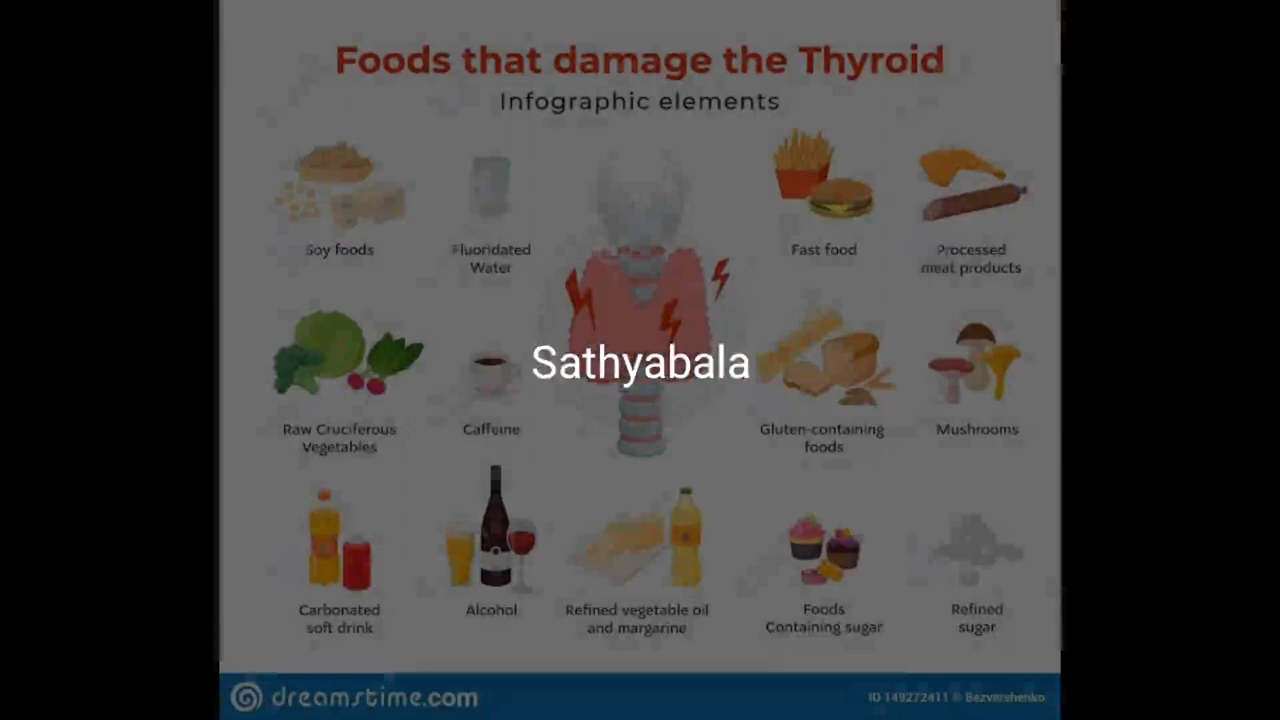 Foods that damage the Thyroid
Infographic elements
Soy foods
Fluoridated
Water
Fast food
Processed
meat products
Sathyabala
Raw Cruciferous
Vegetables
Caffeine
Gluten-containing
foods
Mushrooms
Carbonated
soft drink
Alcohol
Refined vegetable oil
and margarine
Foods
Containing sugar
Refined
sugar
dreamstime.com
ID 149272411 © Bezvershenko